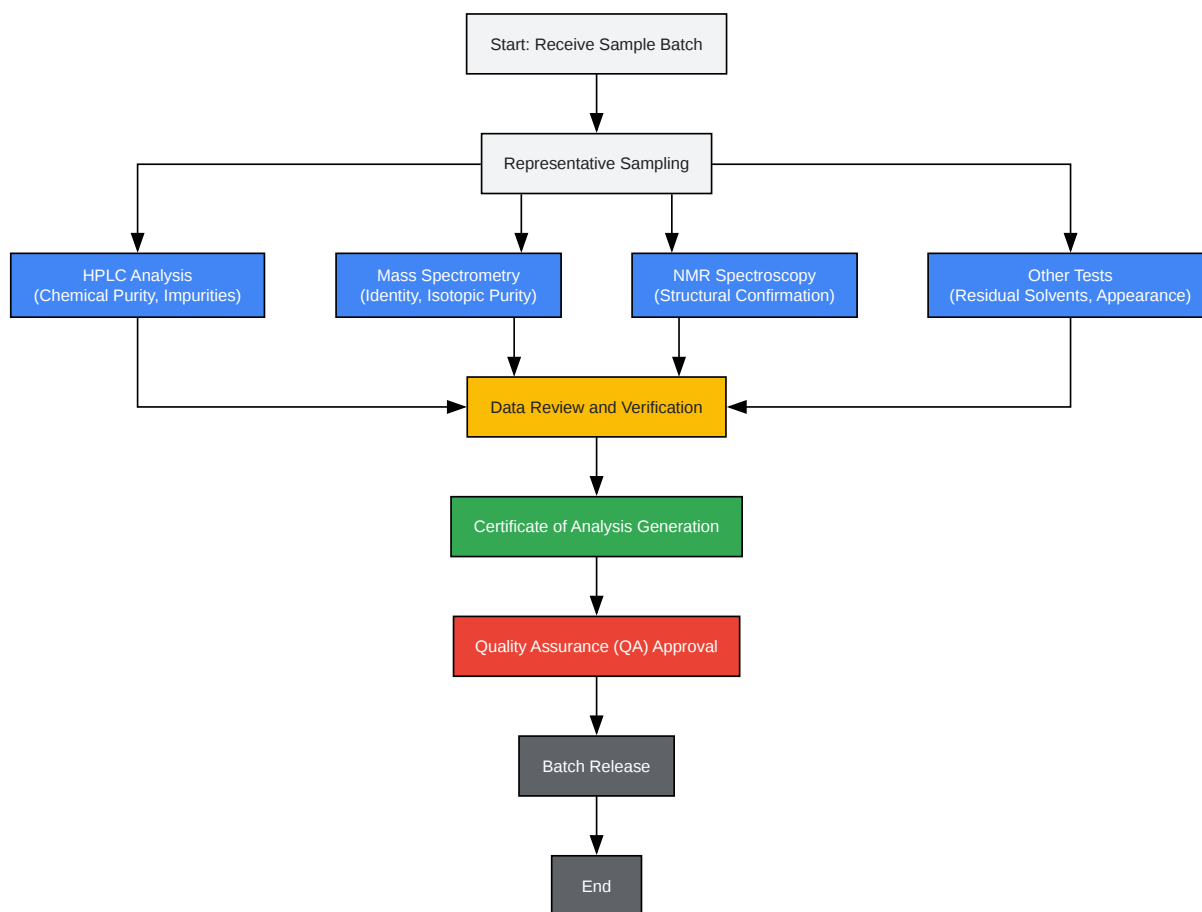 Start: Receive Sample Batch
Representative Sampling
HPLC Analysis
(Chemical Purity, Impurities)
Mass Spectrometry
(Identity, Isotopic Purity)
NMR Spectroscopy
(Structural Confirmation)
Other Tests
(Residual Solvents, Appearance)
Data Review and Verification
Certificate of Analysis Generation
Quality Assurance (QA) Approval
Batch Release
End